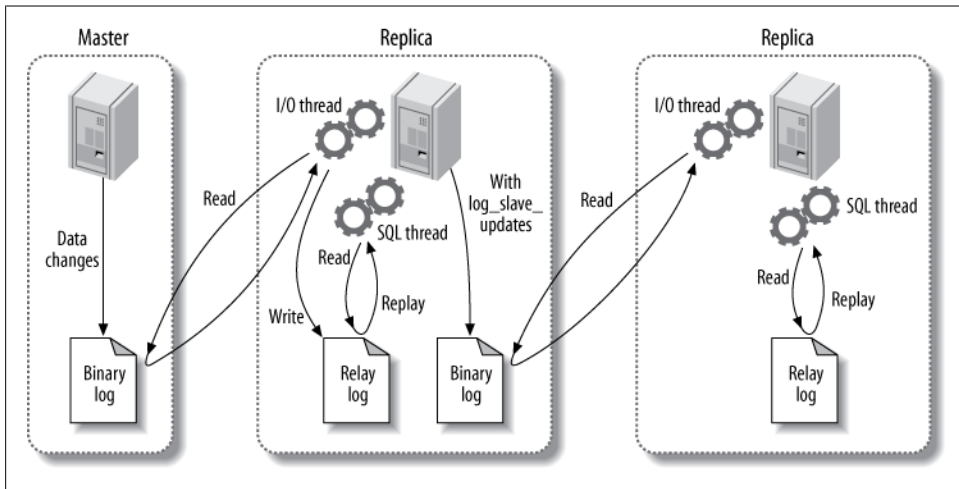 Master
Replica
Replica
I/O thread
I/O thread
Read
With
log_slave_
updates
Read
SQL thread
SQL thread
Data
changes
Read
Replay
Read
Replay
Write
Binary
log
Relay
log
Binary
log
Relay
log